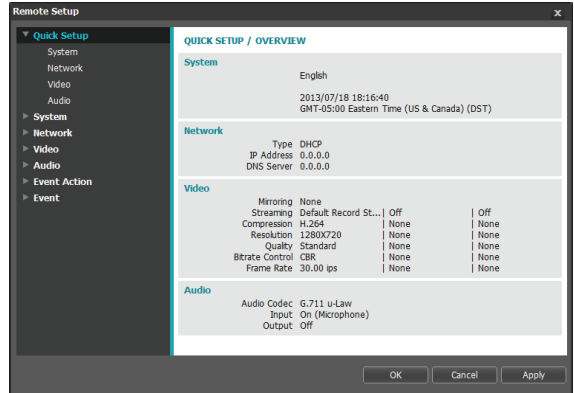 Remote Setup x
Quick Setup
System
Network
Video
Audio
System
Network
Video
Audio
Event Action
Event
QUICK SETUP / OVERVIEW
System
English
2013/07/18 18:16:40
GMT-05:00 Eastern Time (US & Canada) (DST)
Network
Type DHCP
IP Address 0.0.0.0
DNS Server 0.0.0.0
Video
Mirroring None
Streaming Default Record St...| Off | Off
Compression H.264 | None | None
Resolution 1280X720 | None | None
Quality Standard | None | None
Bitrate Control CBR | None | None
Frame Rate 30.00 ips | None | None
Audio
Audio Codec G.711 u-Law
Input On (Microphone)
Output Off
OK Cancel Apply